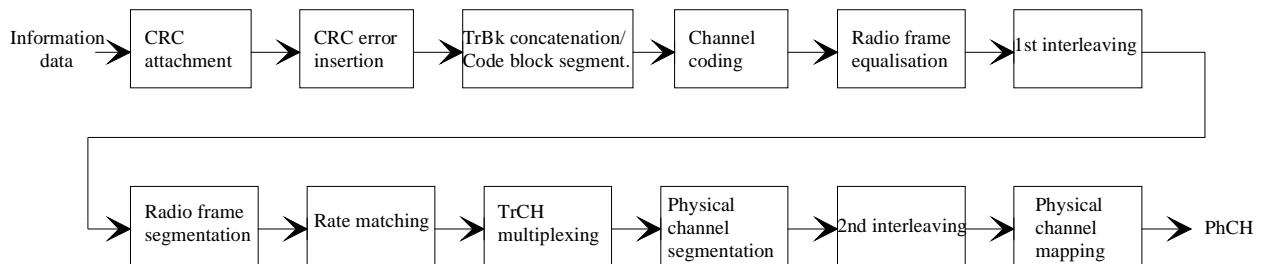 Information
data
CRC
attachment
CRC error
insertion
TrBk concatenation/
Code block segment.
Channel
coding
Radio frame
equalisation
1st interleaving
Radio frame
segmentation
Rate matching
TrCH
multiplexing
Physical
channel
segmentation
2nd interleaving
Physical
channel
mapping
PhCH